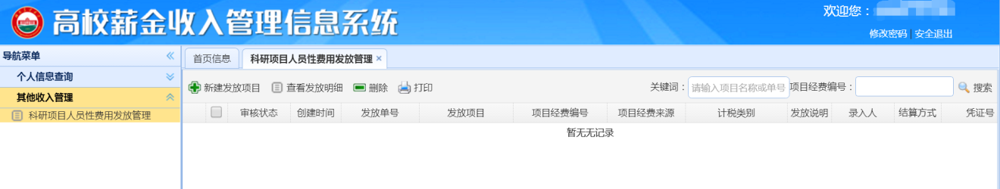 高校薪金收入管理信息系统
欢迎您：
修改密码 | 安全退出
导航菜单
首页信息 科研项目人员性费用发放管理 ×
个人信息查询
新建发放项目 查看发放明细 删除 打印 关键词： 请输入项目名称或单号 项目经费编号： 搜索
其他收入管理
科研项目人员性费用发放管理
审核状态 创建时间 发放单号 发放项目 项目经费编号 项目经费来源 计税类别 发放说明 录入人 结算方式 凭证号
暂无无记录